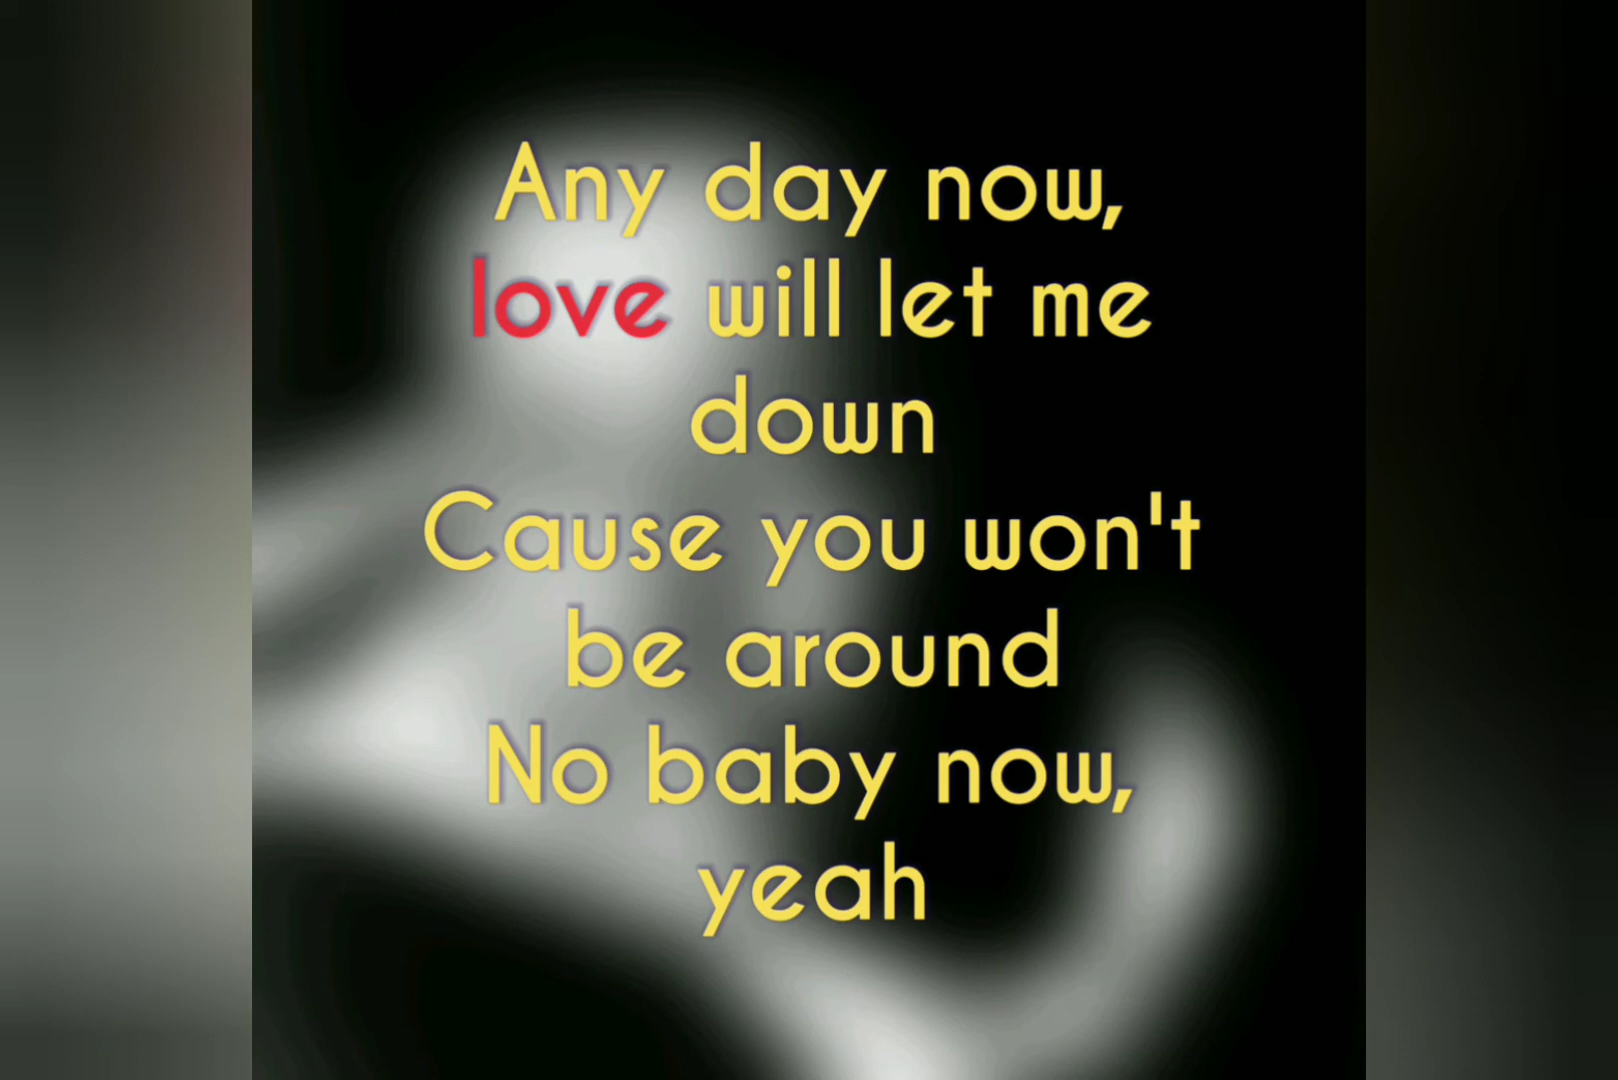 Any day now,
love will let me
down
Cause you won't
be around
No baby now,
yeah